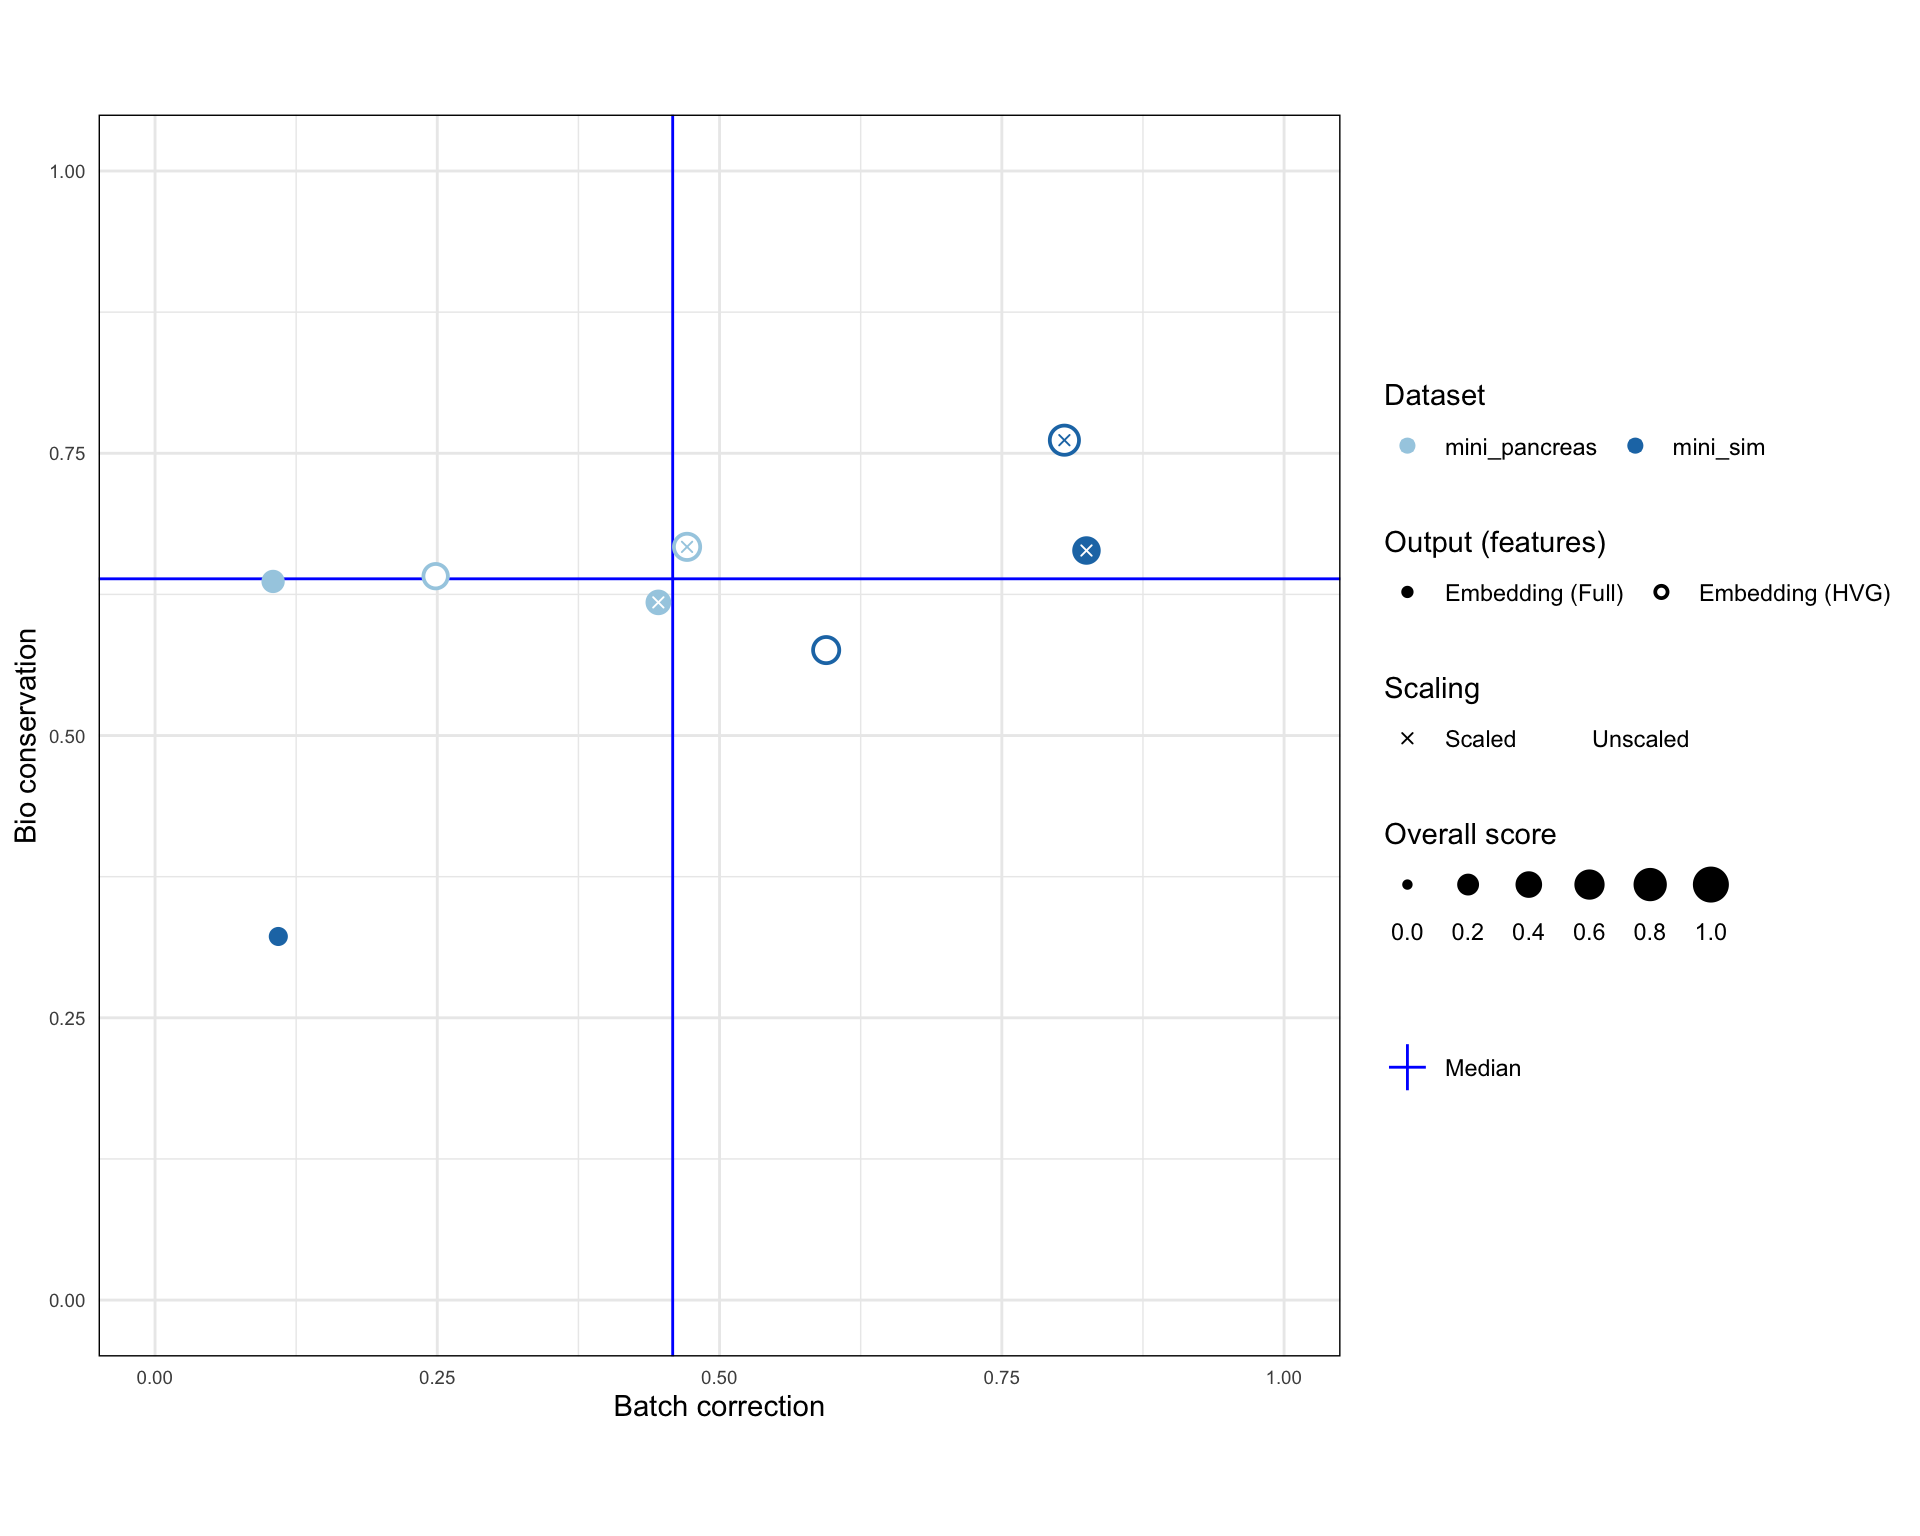 1.00
0.75
0.50
0.25
0.00
Bio conservation
0.00 0.25 0.50 0.75 1.00
Batch correction
Dataset
mini_pancreas mini_sim
Output (features)
Embedding (Full) Embedding (HVG)
Scaling
Scaled Unscaled
Overall score
0.0 0.2 0.4 0.6 0.8 1.0
Median